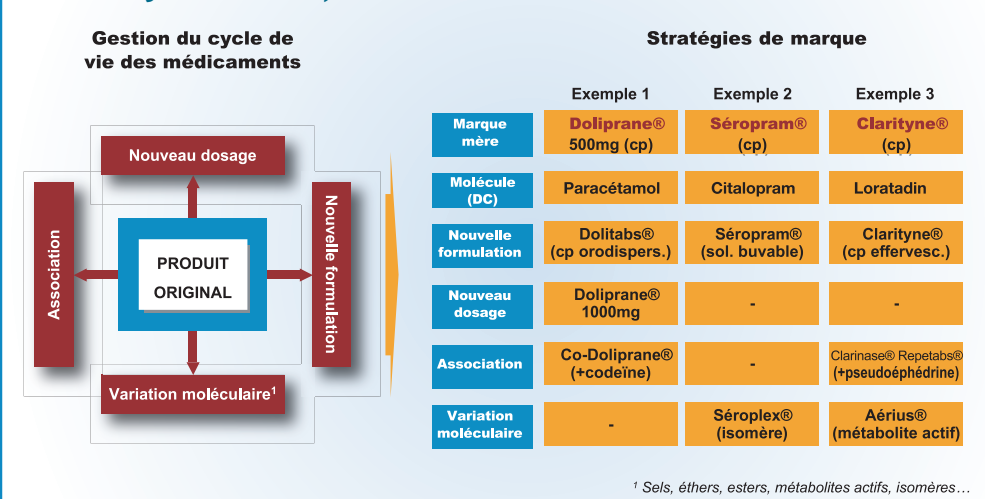 Gestion du cycle de
vie des médicaments
Nouveau dosage
Association
PRODUIT
ORIGINAL
Nouvelle formulation
Variation moléculaire¹
Stratégies de marque
Exemple 1 Exemple 2 Exemple 3
Marque
mère
Doliprane®
500mg (cp)
Séropram®
(cp)
Clarityne®
(cp)
Molécule
(DC)
Paracétamol
Citalopram
Loratadin
Nouvelle
formulation
Dolitabs®
(cp orodispers.)
Séropram®
(sol. buvable)
Clarityne®
(cp effervesc.)
Nouveau
dosage
Doliprane®
1000mg
-
-
Association
Co-Doliprane®
(+codeïne)
-
Clarinase® Repetabs®
(+pseudoéphédrine)
Variation
moléculaire
-
Séroplex®
(isomère)
Aérius®
(métabolite actif)
¹ Sels, éthers, esters, métabolites actifs, isomères…